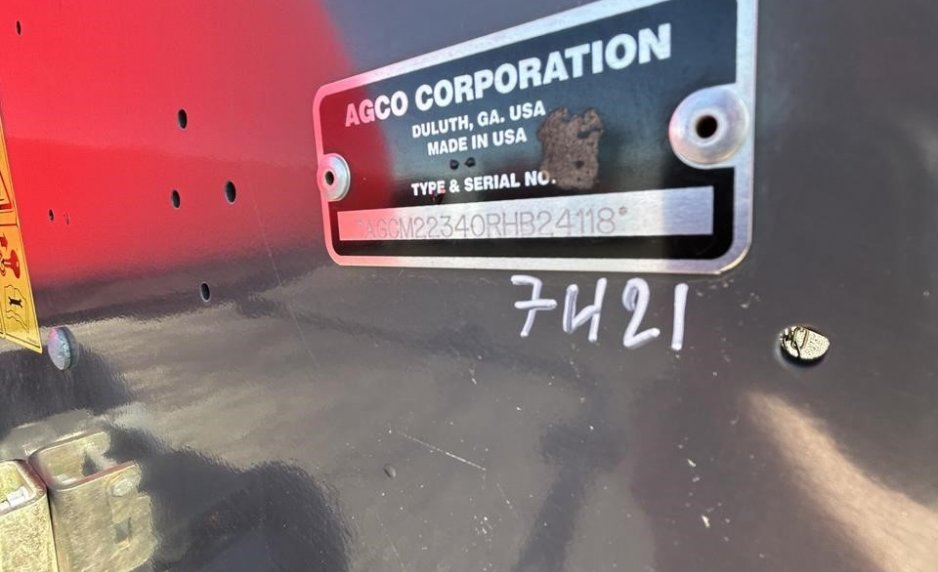 AGCO CORPORATION
DULUTH, GA. USA
MADE IN USA
TYPE & SERIAL NO.
*AGCM22340RHB24118*
7421